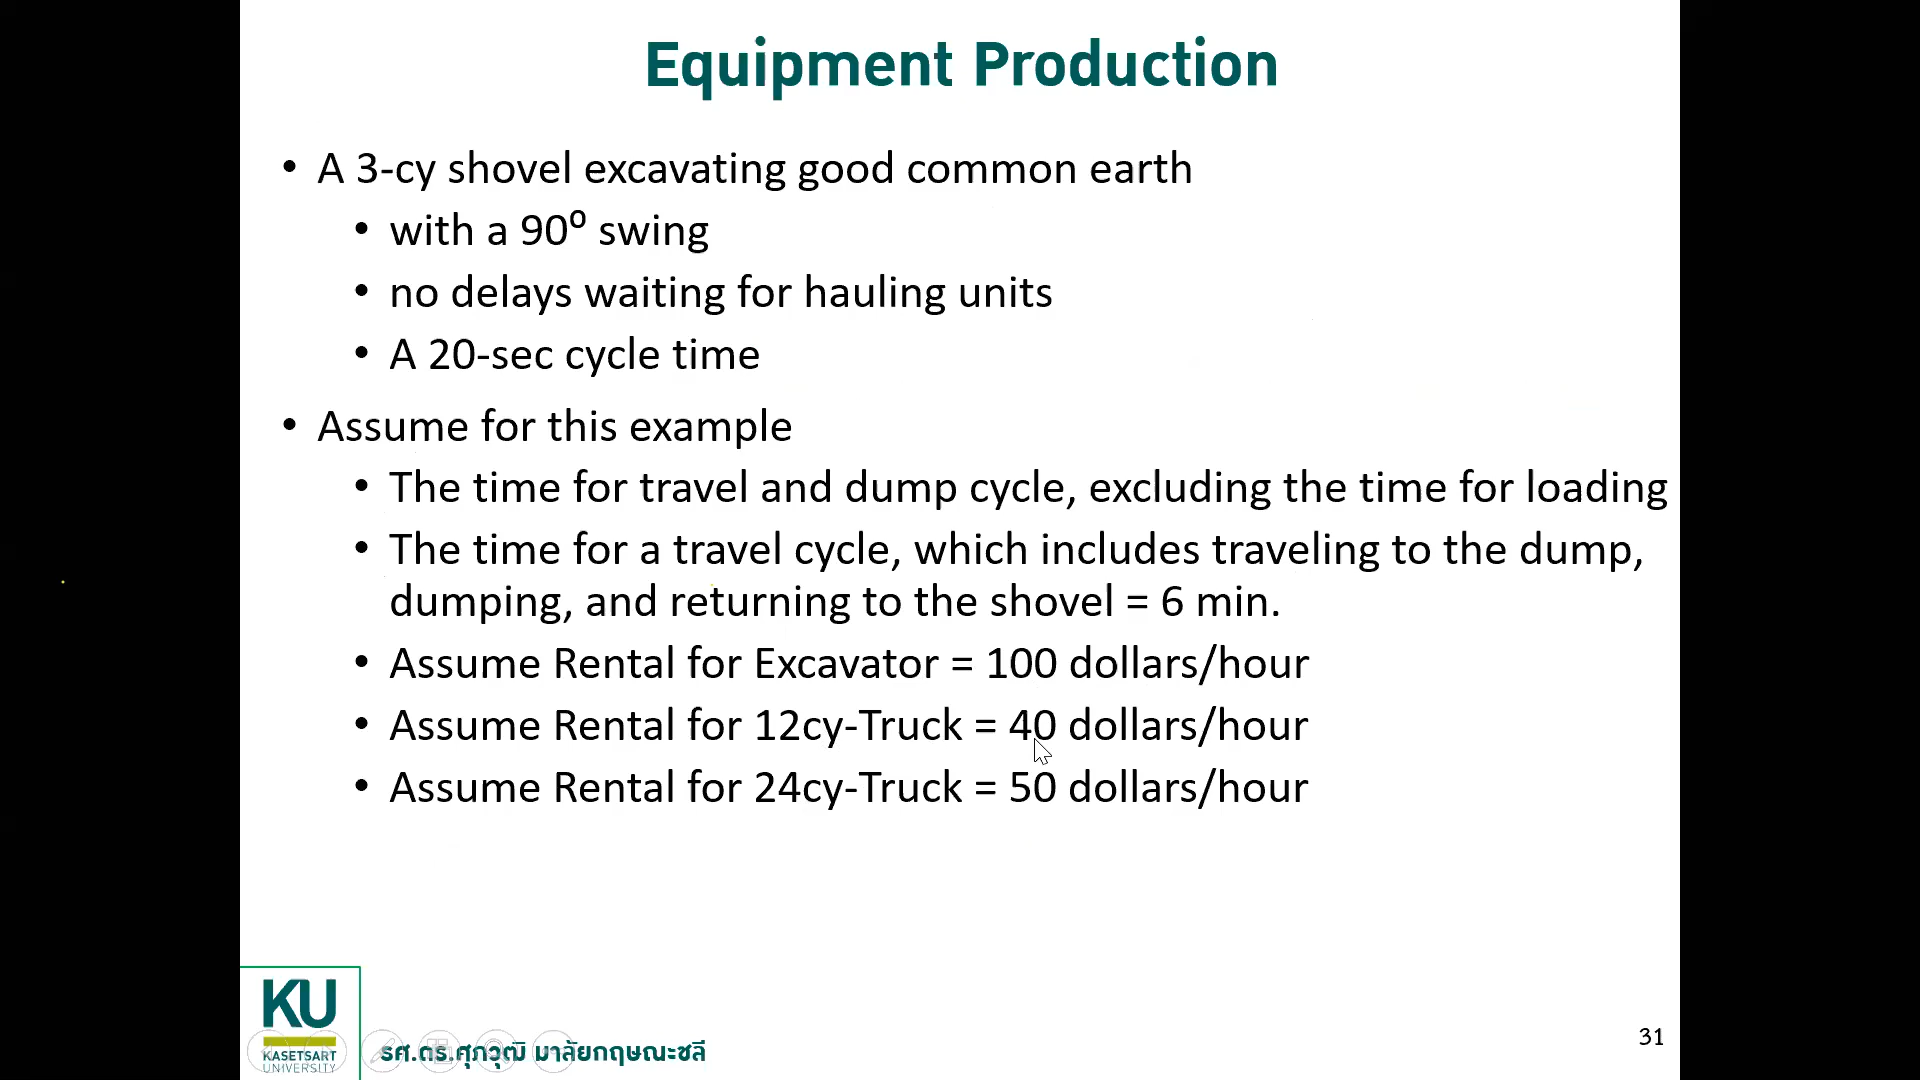 Equipment Production
• A 3-cy shovel excavating good common earth
• with a 90⁰ swing
• no delays waiting for hauling units
• A 20-sec cycle time
• Assume for this example
• The time for travel and dump cycle, excluding the time for loading
• The time for a travel cycle, which includes traveling to the dump,
dumping, and returning to the shovel = 6 min.
• Assume Rental for Excavator = 100 dollars/hour
• Assume Rental for 12cy-Truck = 40 dollars/hour
• Assume Rental for 24cy-Truck = 50 dollars/hour
KU
KASETSART
UNIVERSITY
รศ.ดร.ศุภวุฒิ มาลัยกฤษณะชลี
31